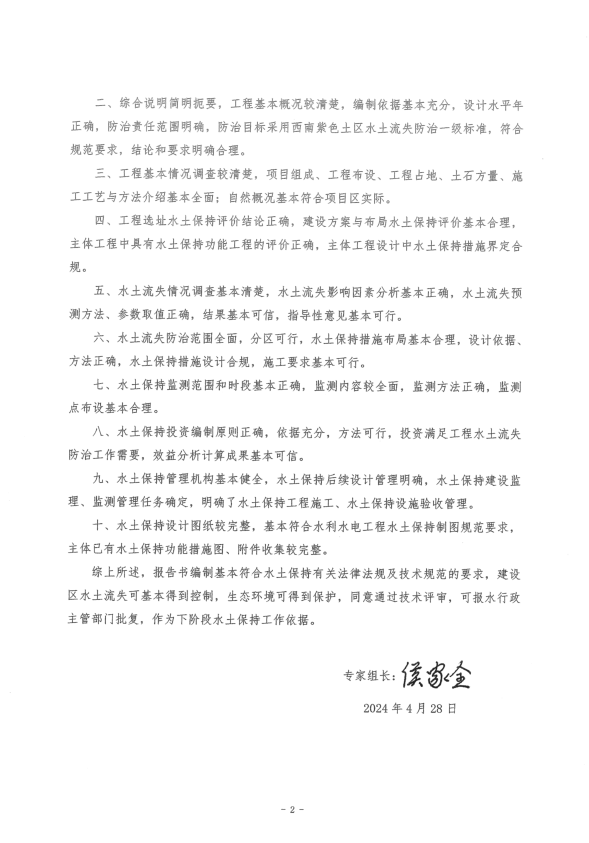 二、综合说明简明扼要，工程基本概况较清楚，编制依据基本充分，设计水平年
正确，防治责任范围明确，防治目标采用西南紫色土区水土流失防治一级标准，符合
规范要求，结论和要求明确合理。
三、工程基本情况调查较清楚，项目组成、工程布设、工程占地、土石方量、施
工工艺与方法介绍基本全面；自然概况基本符合项目区实际。
四、工程选址水土保持评价结论正确，建设方案与布局水土保持评价基本合理，
主体工程中具有水土保持功能工程的评价正确，主体工程设计中水土保持措施界定合
规。
五、水土流失情况调查基本清楚，水土流失影响因素分析基本正确，水土流失预
测方法、参数取值正确，结果基本可信，指导性意见基本可行。
六、水土流失防治范围全面，分区可行，水土保持措施布局基本合理，设计依据、
方法正确，水土保持措施设计合规，施工要求基本可行。
七、水土保持监测范围和时段基本正确，监测内容较全面，监测方法正确，监测
点布设基本合理。
八、水土保持投资编制原则正确，依据充分，方法可行，投资满足工程水土流失
防治工作需要，效益分析计算成果基本可信。
九、水土保持管理机构基本健全，水土保持后续设计管理明确，水土保持建设监
理、监测管理任务确定，明确了水土保持工程施工、水土保持设施验收管理。
十、水土保持设计图纸较完整，基本符合水利水电工程水土保持制图规范要求，
主体已有水土保持功能措施图、附件收集较完整。
综上所述，报告书编制基本符合水土保持有关法律法规及技术规范的要求，建设
区水土流失可基本得到控制，生态环境可得到保护，同意通过技术评审，可报水行政
主管部门批复，作为下阶段水土保持工作依据。
专家组长：侯家全
2024 年 4 月 28 日
- 2 -